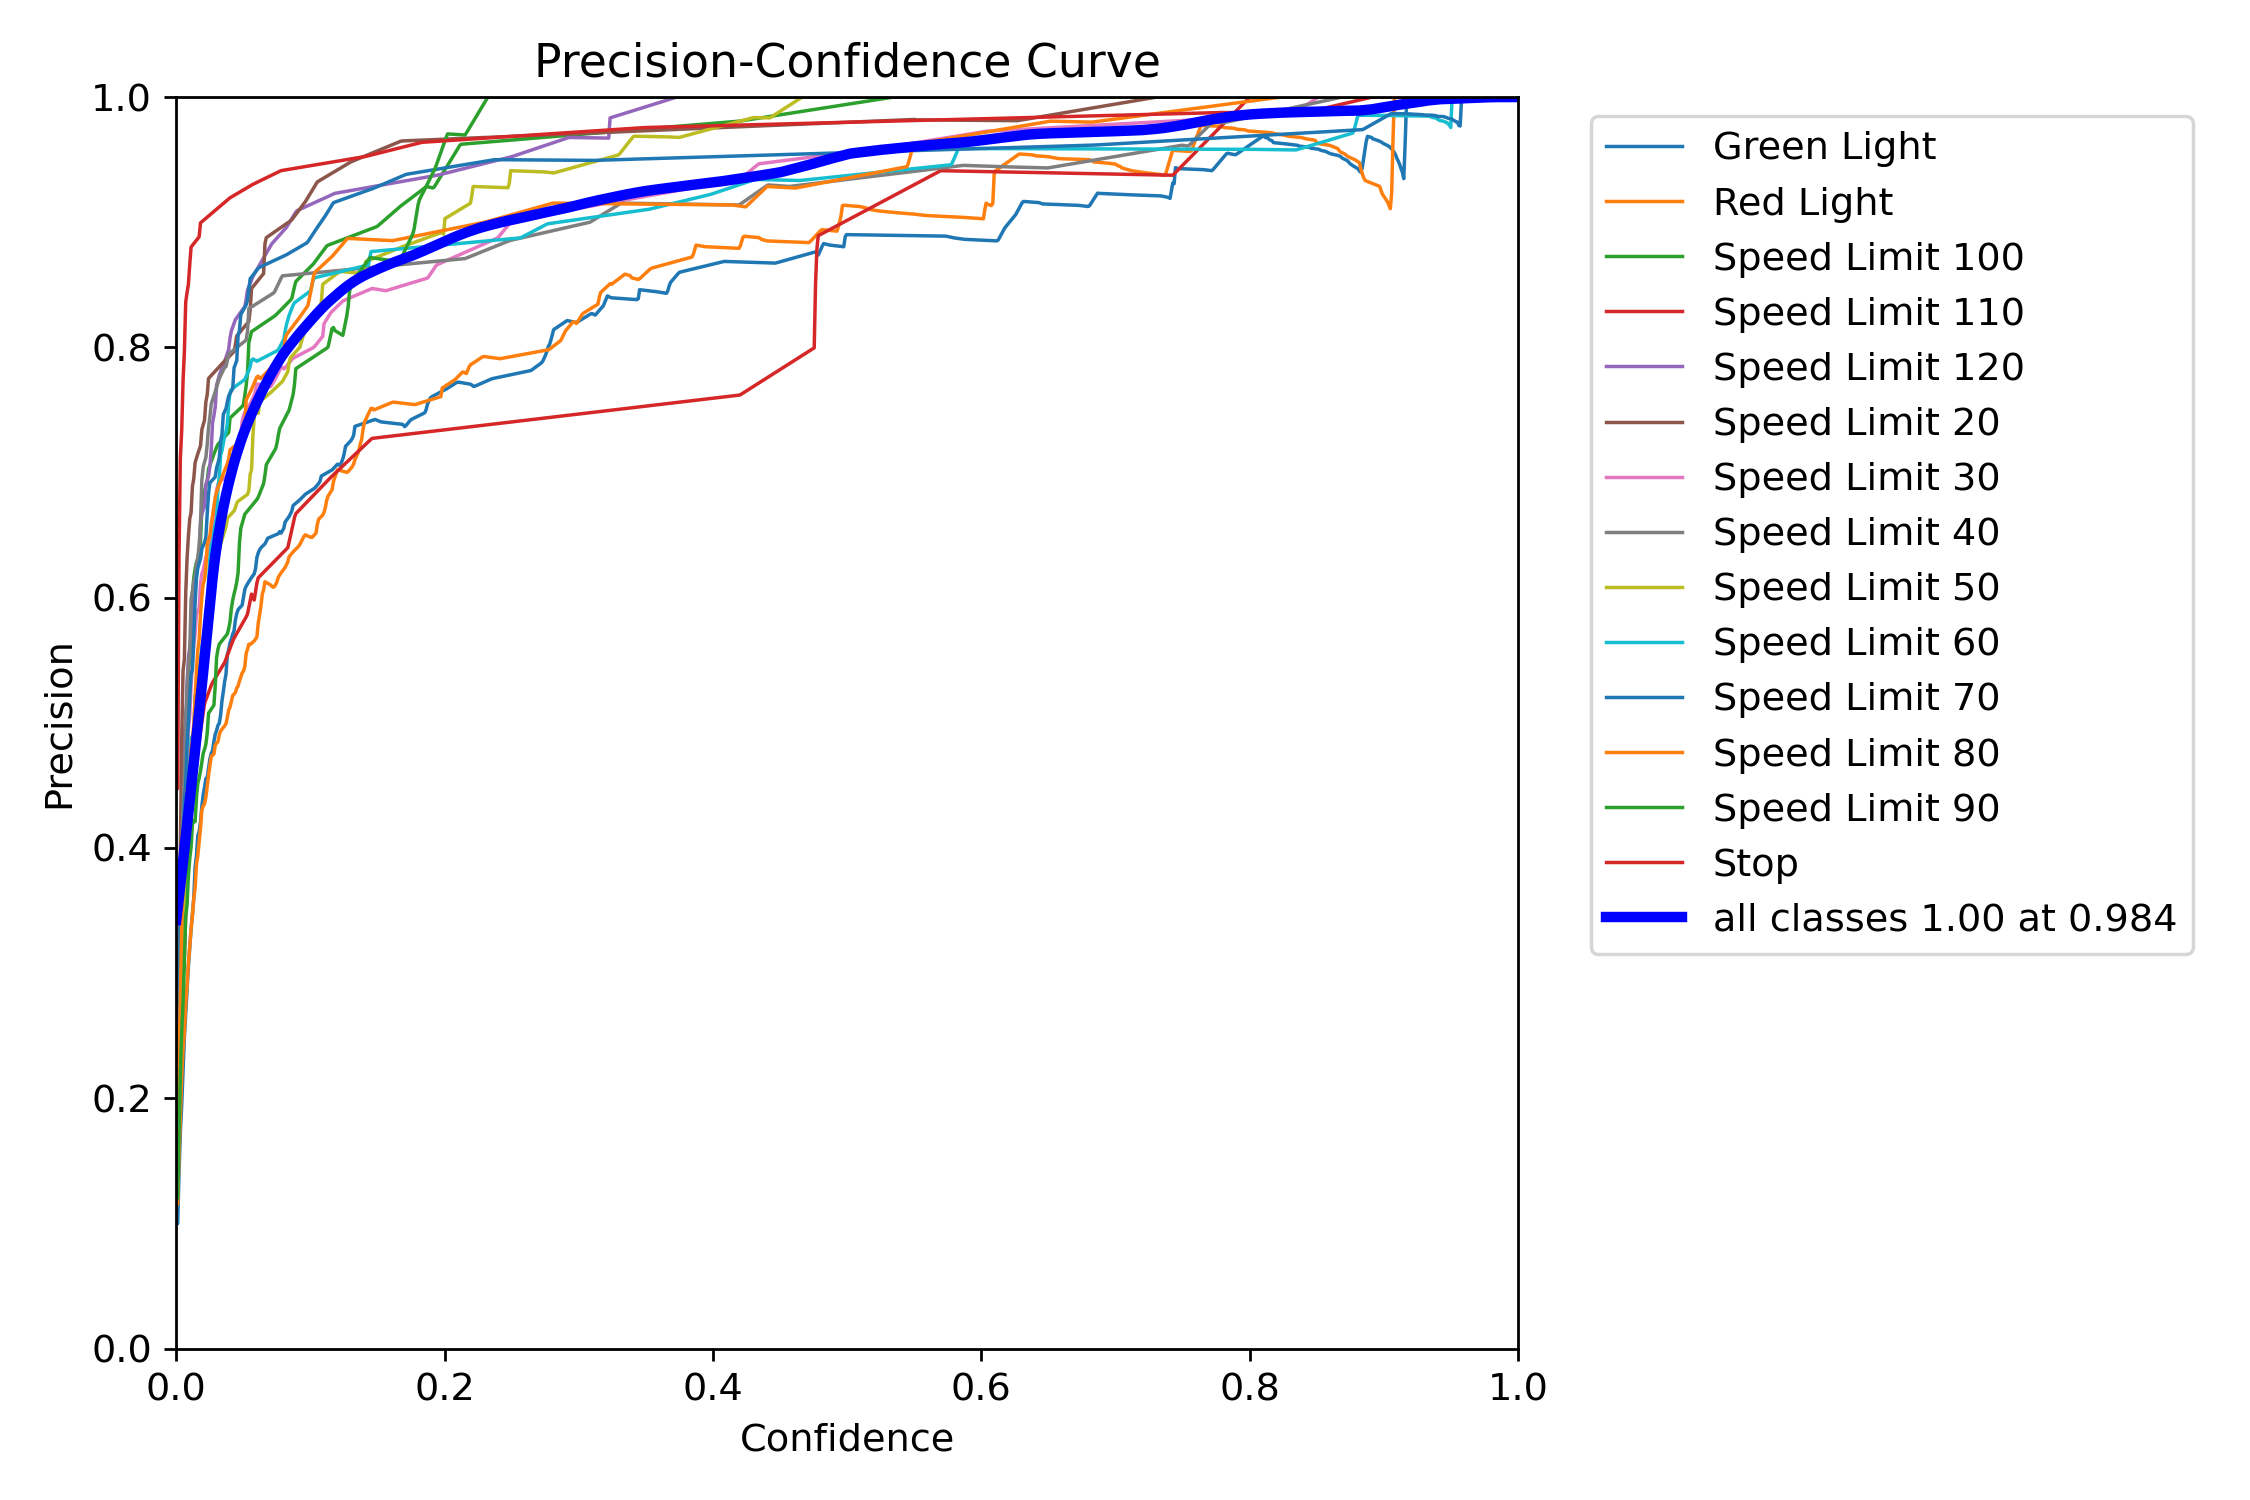 Precision-Confidence Curve
1.0
0.8
0.6
0.4
0.2
0.0
Precision
0.0 0.2 0.4 0.6 0.8 1.0
Confidence
Green Light
Red Light
Speed Limit 100
Speed Limit 110
Speed Limit 120
Speed Limit 20
Speed Limit 30
Speed Limit 40
Speed Limit 50
Speed Limit 60
Speed Limit 70
Speed Limit 80
Speed Limit 90
Stop
all classes 1.00 at 0.984